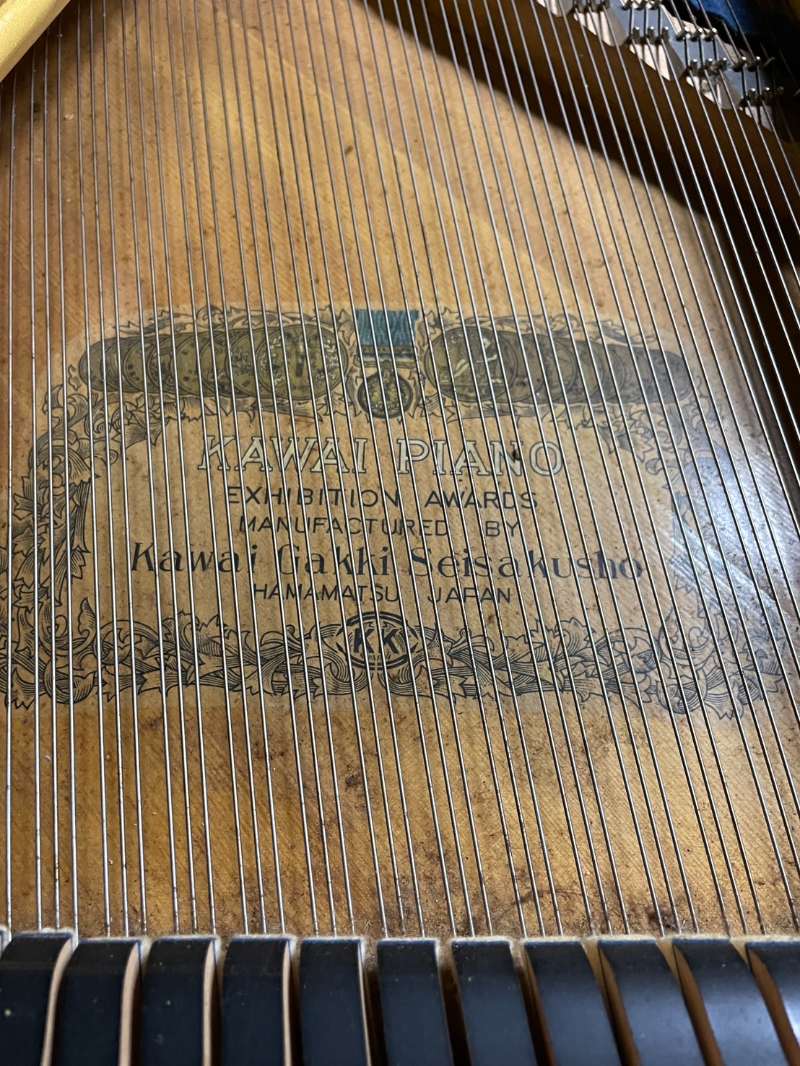 KAWAI PIANO
EXHIBITION AWARDS
MANUFACTURED BY
Kawai Gakki Seisakusho
HAMAMATSU JAPAN
KK